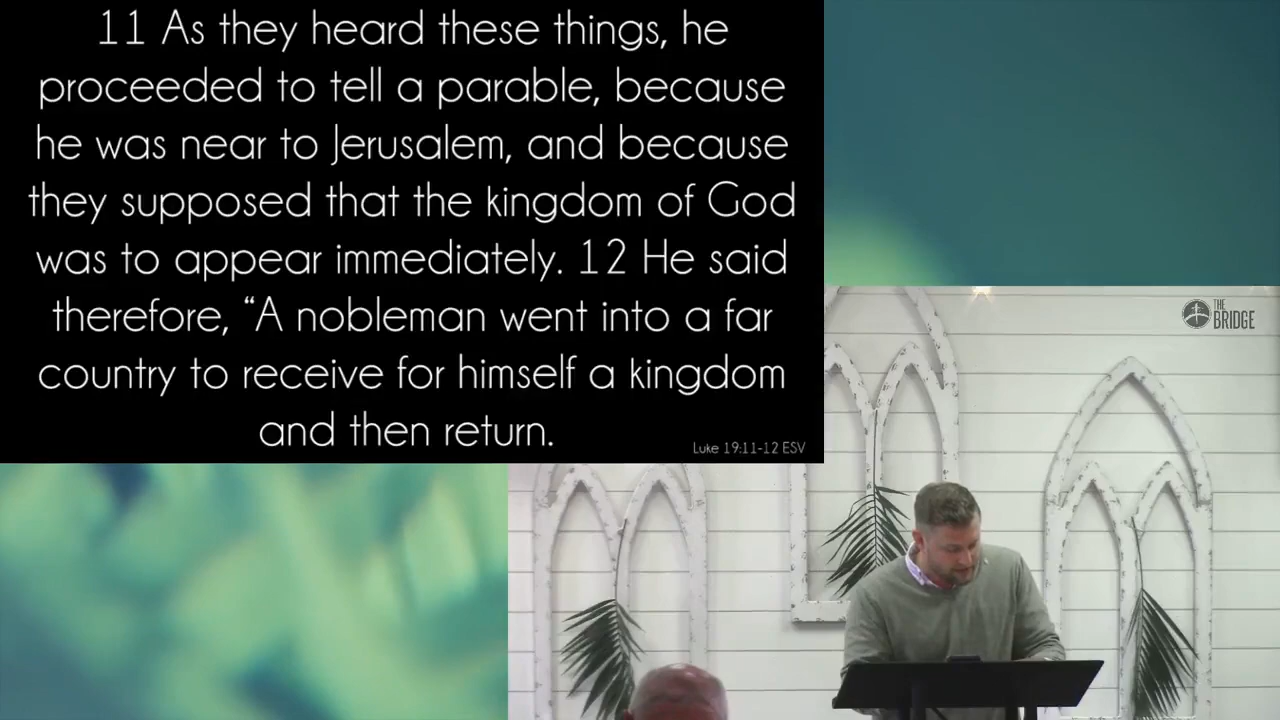 11 As they heard these things, he
proceeded to tell a parable, because
he was near to Jerusalem, and because
they supposed that the kingdom of God
was to appear immediately. 12 He said
therefore, “A nobleman went into a far
country to receive for himself a kingdom
and then return.
Luke 19:11-12 ESV
THE
BRIDGE